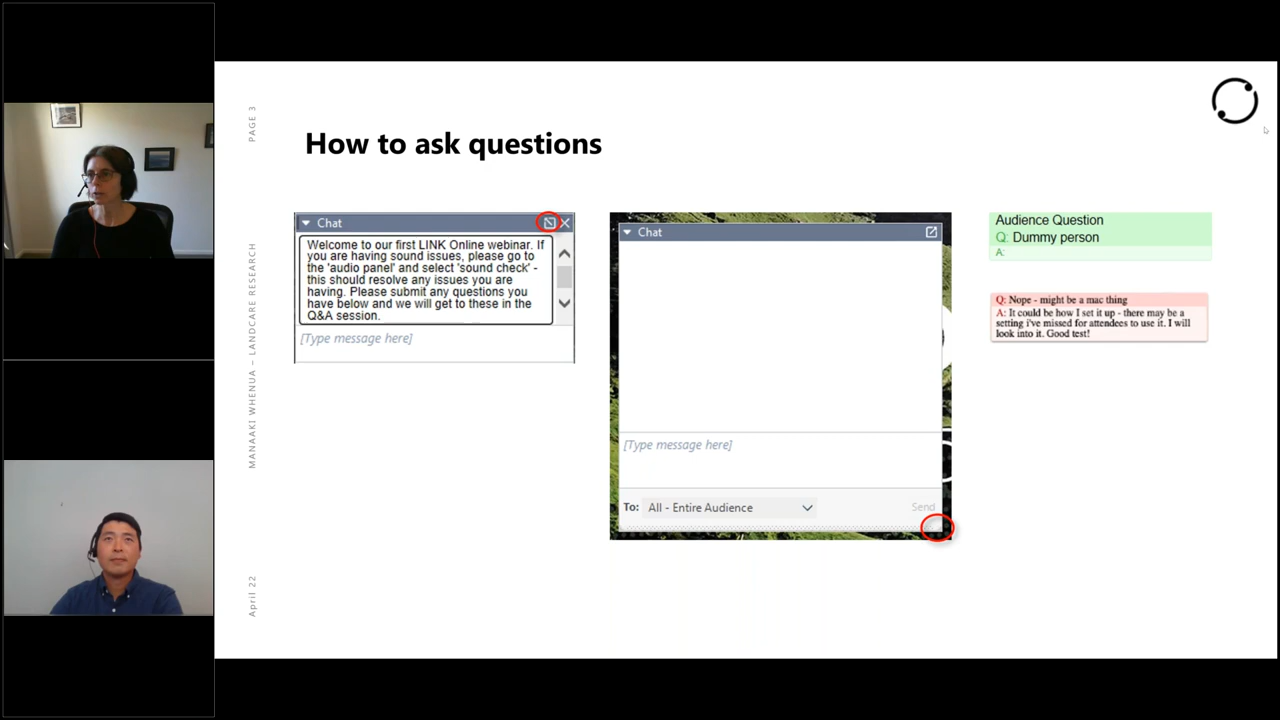 PAGE 3
MANAAKI WHENUA – LANDCARE RESEARCH
April 22
How to ask questions
Chat
Welcome to our first LINK Online webinar. If
you are having sound issues, please go to
the 'audio panel' and select 'sound check' -
this should resolve any issues you are
having. Please submit any questions you
have below and we will get to these in the
Q&A session.
[Type message here]
Chat
[Type message here]
To: All - Entire Audience
Send
Audience Question
Q: Dummy person
A:
Q: Nope - might be a mac thing
A: It could be how I set it up - there may be a
setting i've missed for attendees to use it. I will
look into it. Good test!